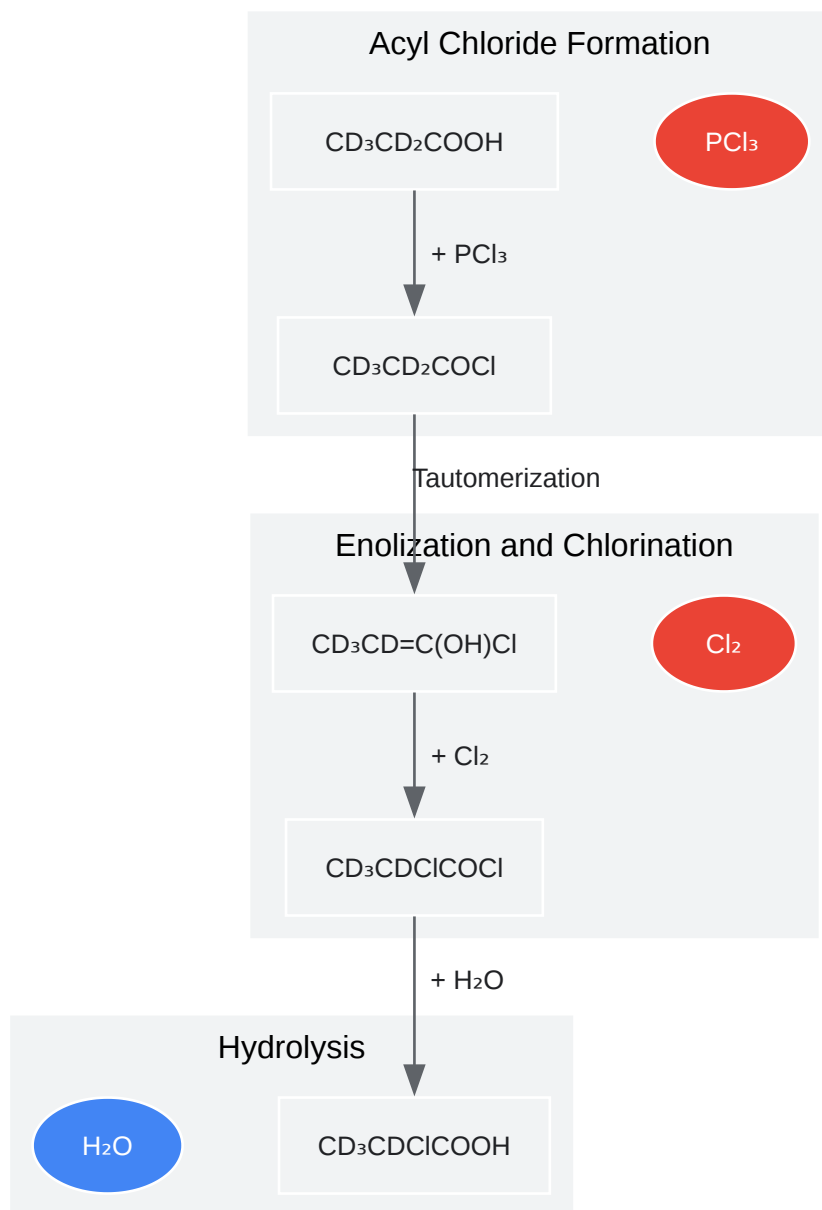 Acyl Chloride Formation
CD₃CD₂COOH
PCl₃
+ PCl₃
CD₃CD₂COCl
Tautomerization
Enolization and Chlorination
CD₃CD=C(OH)Cl
Cl₂
+ Cl₂
CD₃CDClCOCl
+ H₂O
Hydrolysis
H₂O
CD₃CDClCOOH